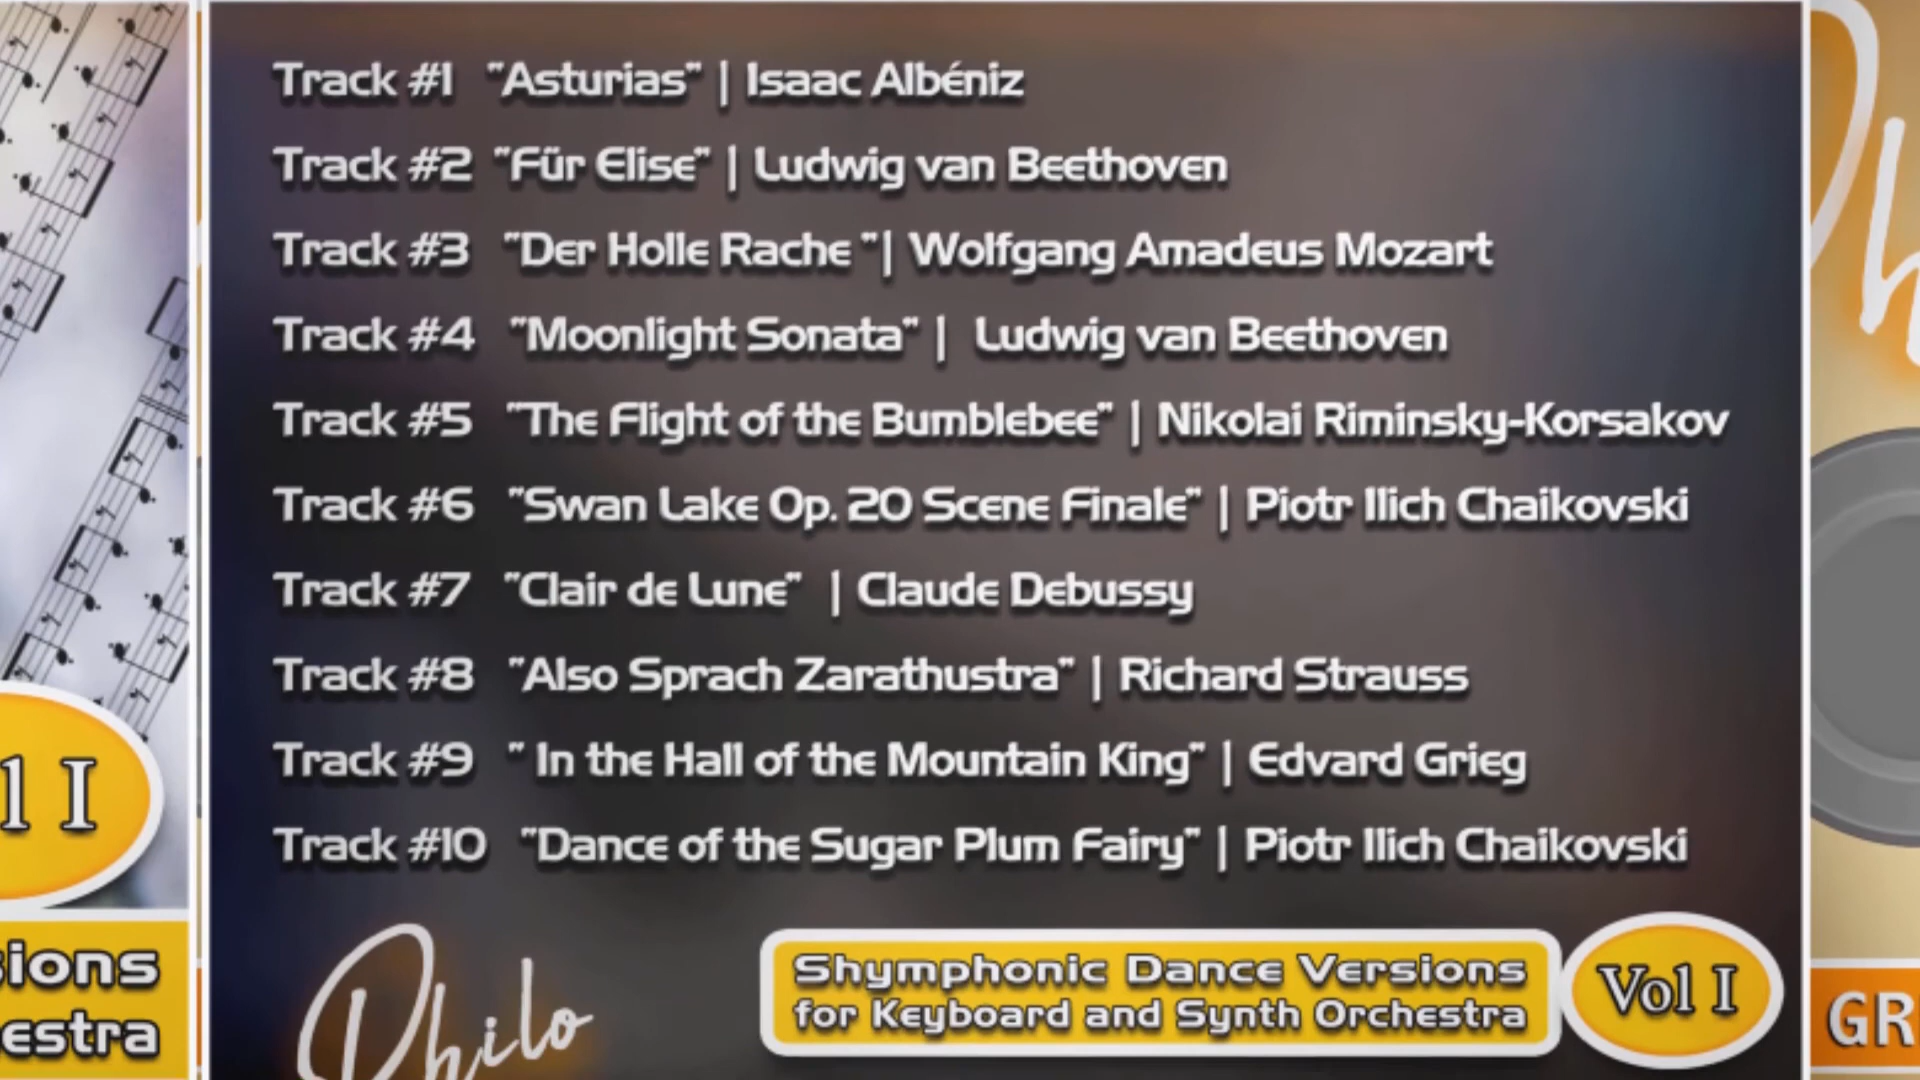 Track #1 "Asturias" | Isaac Albéniz
Track #2 "Für Elise" | Ludwig van Beethoven
Track #3 "Der Holle Rache "| Wolfgang Amadeus Mozart
Track #4 "Moonlight Sonata" | Ludwig van Beethoven
Track #5 "The Flight of the Bumblebee" | Nikolai Riminsky-Korsakov
Track #6 "Swan Lake Op. 20 Scene Finale" | Piotr Ilich Chaikovski
Track #7 "Clair de Lune" | Claude Debussy
Track #8 "Also Sprach Zarathustra" | Richard Strauss
Track #9 " In the Hall of the Mountain King" | Edvard Grieg
Track #10 "Dance of the Sugar Plum Fairy" | Piotr Ilich Chaikovski
Philo
Shymphonic Dance Versions
for Keyboard and Synth Orchestra
Vol I
l I
sions
estra
GR